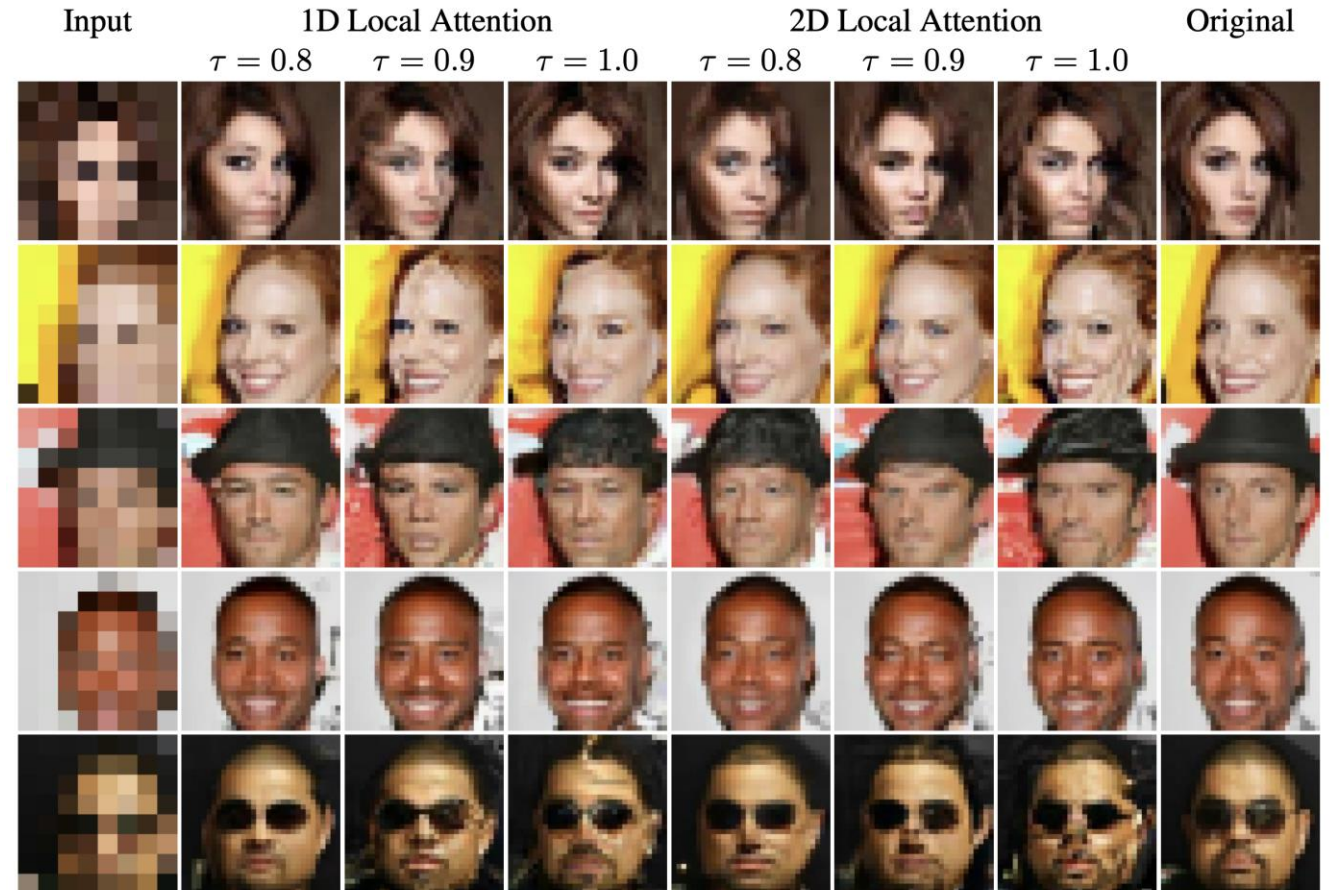 Input 1D Local Attention 2D Local Attention Original
τ = 0.8 τ = 0.9 τ = 1.0 τ = 0.8 τ = 0.9 τ = 1.0